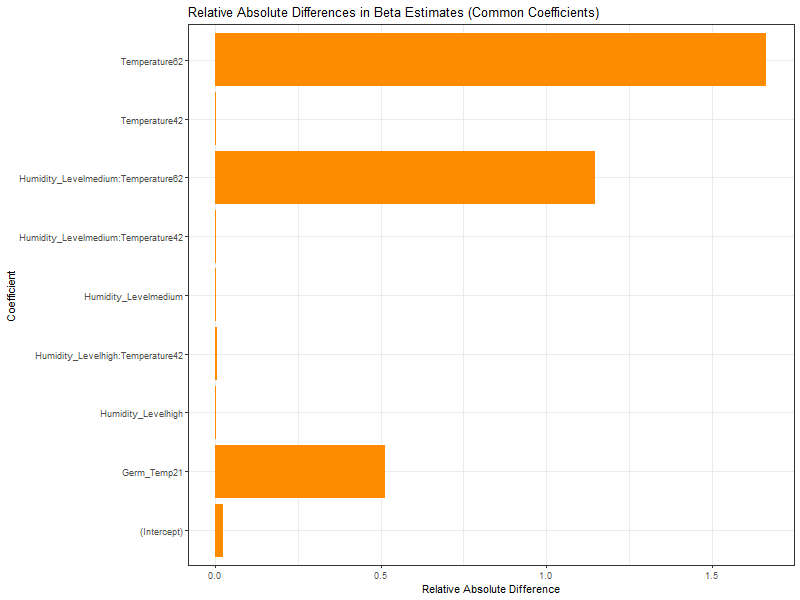 Relative Absolute Differences in Beta Estimates (Common Coefficients)
Temperature62
Temperature42
Humidity_Levelmedium:Temperature62
Humidity_Levelmedium:Temperature42
Humidity_Levelmedium
Humidity_Levelhigh:Temperature42
Humidity_Levelhigh
Germ_Temp21
(Intercept)
Coefficient
0.0
0.5
1.0
1.5
Relative Absolute Difference